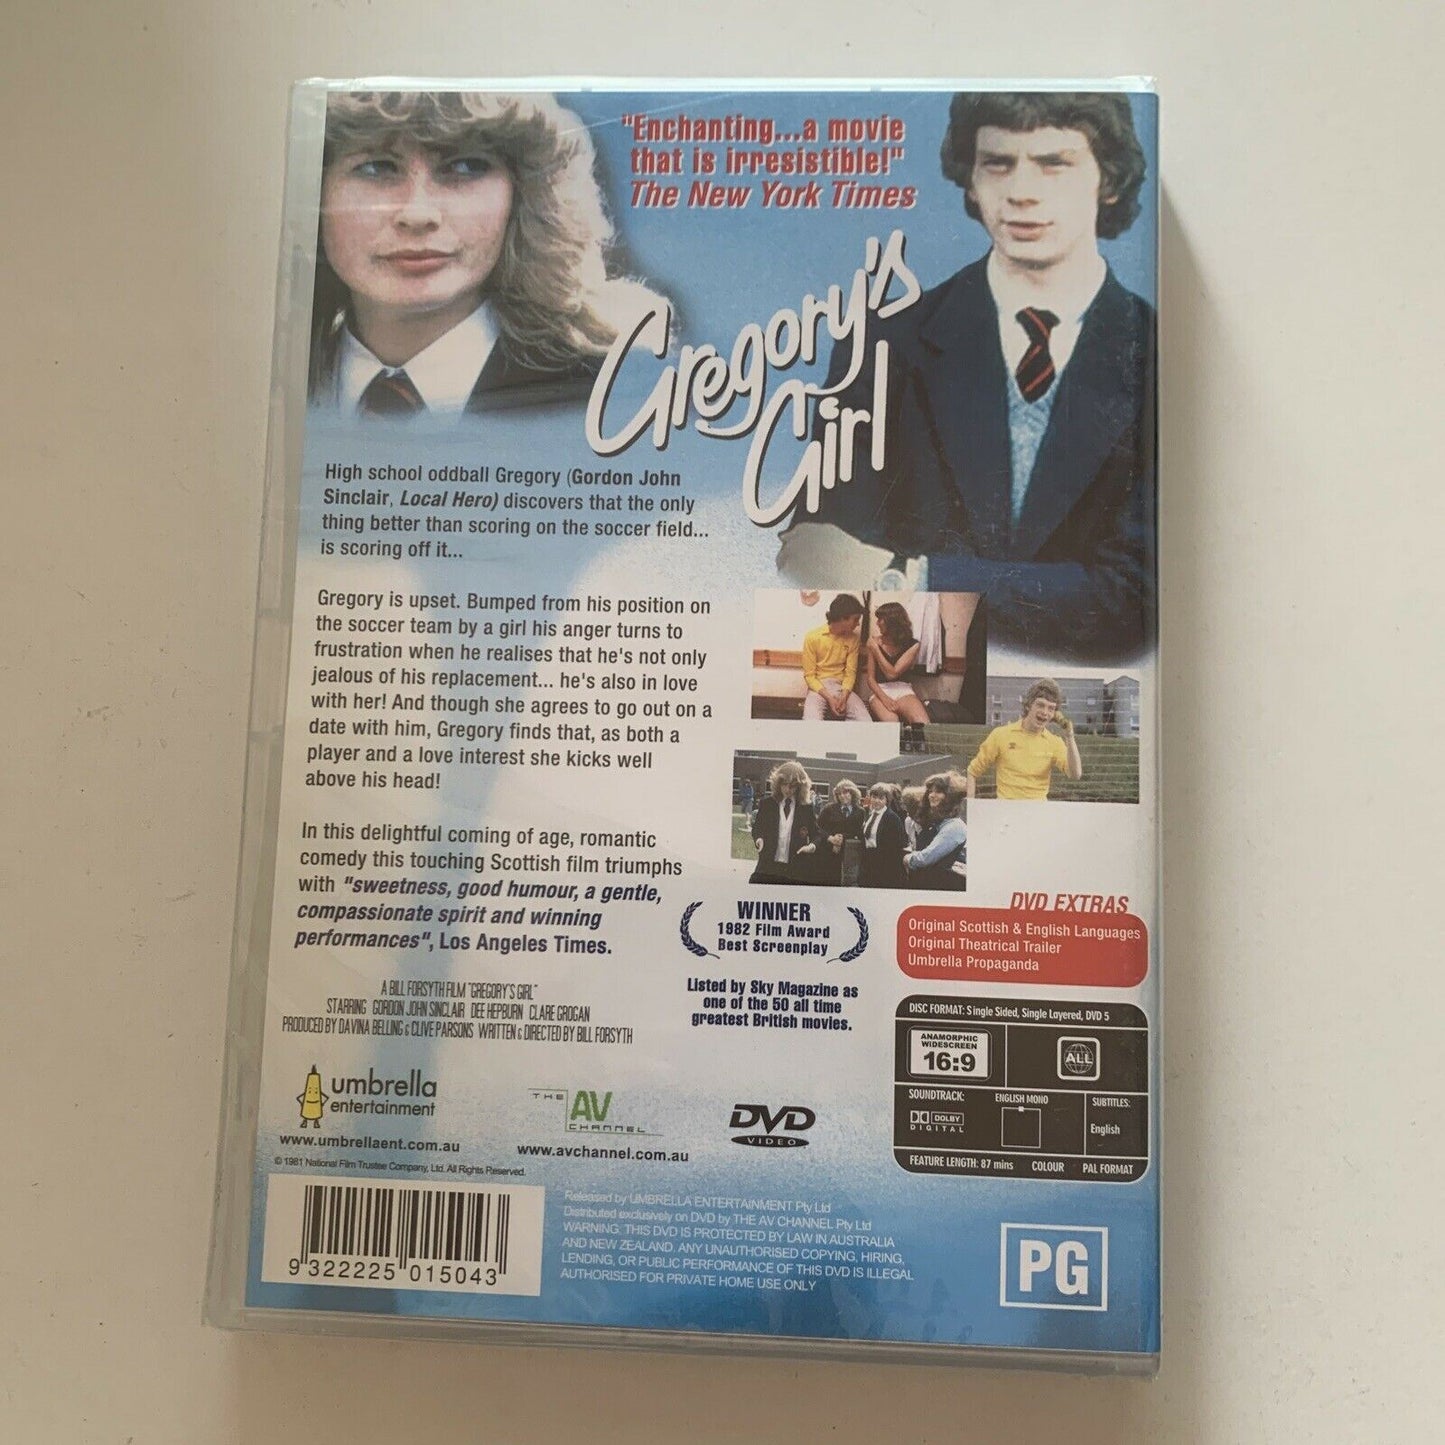 "Enchanting...a movie
that is irresistible!"
The New York Times
Gregory's
Girl
High school oddball Gregory (Gordon John
Sinclair, Local Hero) discovers that the only
thing better than scoring on the soccer field...
is scoring off it...
Gregory is upset. Bumped from his position on
the soccer team by a girl his anger turns to
frustration when he realises that he's not only
jealous of his replacement... he's also in love
with her! And though she agrees to go out on a
date with him, Gregory finds that, as both a
player and a love interest she kicks well
above his head!
In this delightful coming of age, romantic
comedy this touching Scottish film triumphs
with "sweetness, good humour, a gentle,
compassionate spirit and winning
performances", Los Angeles Times.
A BILL FORSYTH FILM "GREGORY'S GIRL"
STARRING GORDON JOHN SINCLAIR DEE HEPBURN CLARE GROGAN
PRODUCED BY DAVINA BELLING & CLIVE PARSONS WRITTEN & DIRECTED BY BILL FORSYTH
WINNER
1982 Film Award
Best Screenplay
Listed by Sky Magazine as
one of the 50 all time
greatest British movies.
DVD EXTRAS
Original Scottish & English Languages
Original Theatrical Trailer
Umbrella Propaganda
DISC FORMAT: Single Sided, Single Layered, DVD 5
ANAMORPHIC
WIDESCREEN
16:9
ALL
SOUNDTRACK:
DOLBY
DIGITAL
ENGLISH MONO
SUBTITLES:
English
FEATURE LENGTH: 87 mins COLOUR PAL FORMAT
umbrella
entertainment
www.umbrellaent.com.au
THE
AV
CHANNEL
www.avchannel.com.au
DVD
VIDEO
© 1981 National Film Trustee Company, Ltd. All Rights Reserved.
9 322225 015043
Released by UMBRELLA ENTERTAINMENT Pty Ltd
Distributed exclusively on DVD by THE AV CHANNEL Pty Ltd
WARNING: THIS DVD IS PROTECTED BY LAW IN AUSTRALIA
AND NEW ZEALAND. ANY UNAUTHORISED COPYING, HIRING,
LENDING, OR PUBLIC PERFORMANCE OF THIS DVD IS ILLEGAL
AUTHORISED FOR PRIVATE HOME USE ONLY
PG